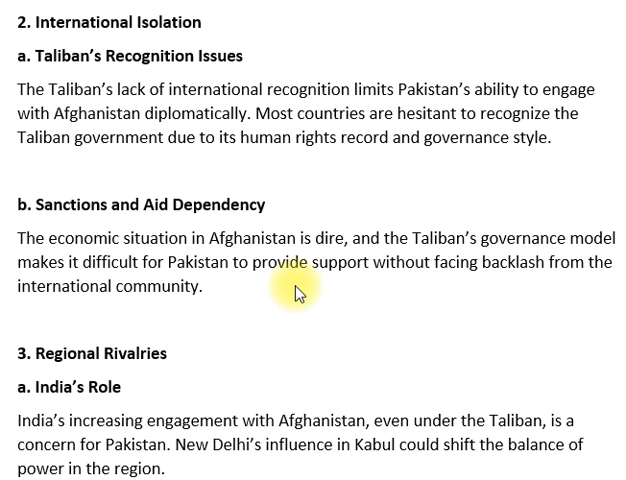 2. International Isolation
a. Taliban’s Recognition Issues
The Taliban’s lack of international recognition limits Pakistan’s ability to engage
with Afghanistan diplomatically. Most countries are hesitant to recognize the
Taliban government due to its human rights record and governance style.
b. Sanctions and Aid Dependency
The economic situation in Afghanistan is dire, and the Taliban’s governance model
makes it difficult for Pakistan to provide support without facing backlash from the
international community.
3. Regional Rivalries
a. India’s Role
India’s increasing engagement with Afghanistan, even under the Taliban, is a
concern for Pakistan. New Delhi’s influence in Kabul could shift the balance of
power in the region.